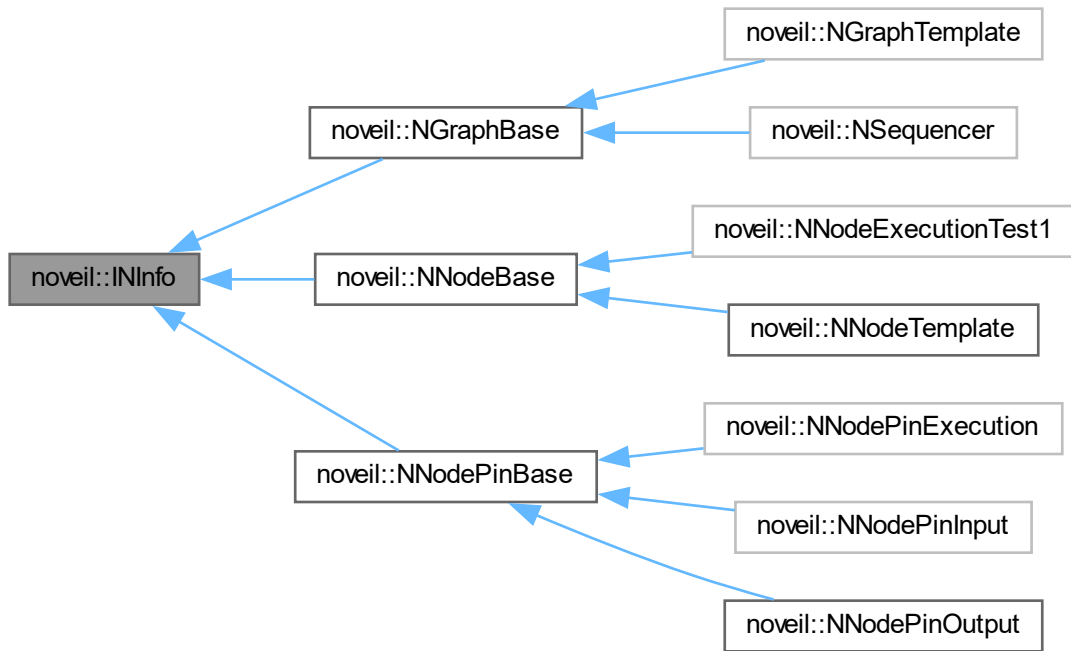 noveil::NGraphTemplate
noveil::NGraphBase
noveil::NSequencer
noveil::NNodeExecutionTest1
noveil::INInfo
noveil::NNodeBase
noveil::NNodeTemplate
noveil::NNodePinExecution
noveil::NNodePinBase
noveil::NNodePinInput
noveil::NNodePinOutput